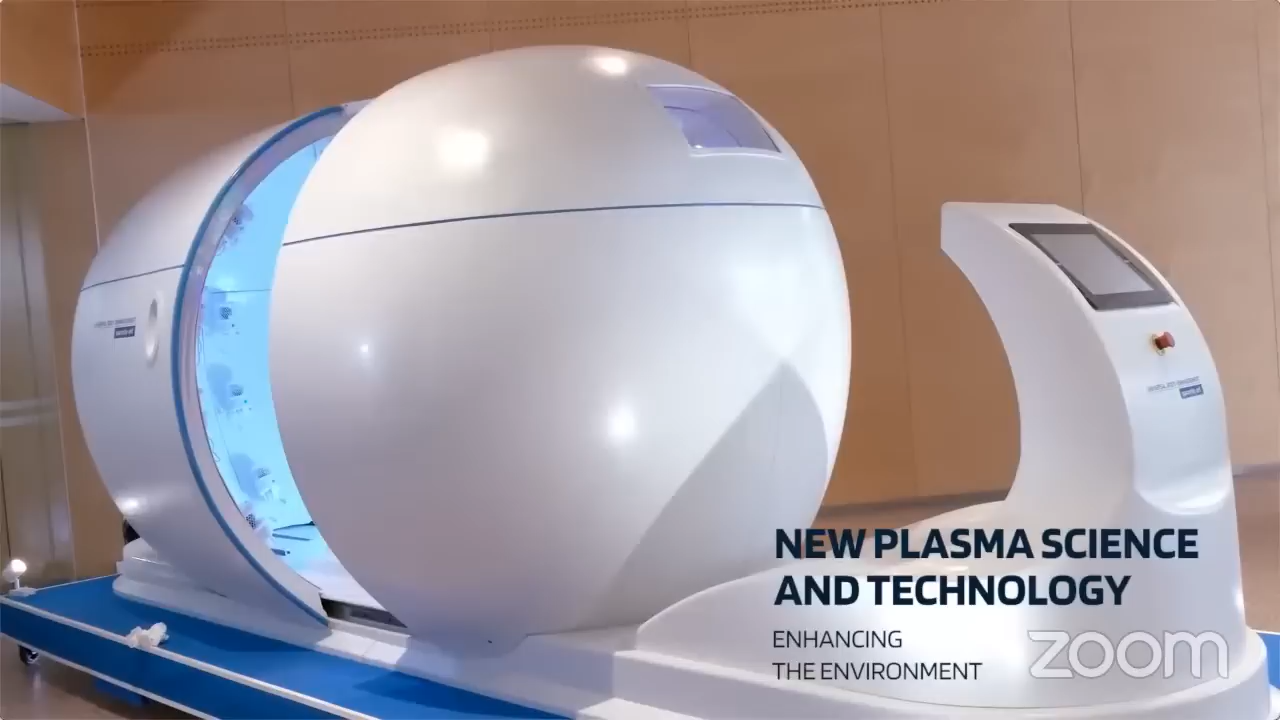 NEW PLASMA SCIENCE
AND TECHNOLOGY
ENHANCING
THE ENVIRONMENT
zoom